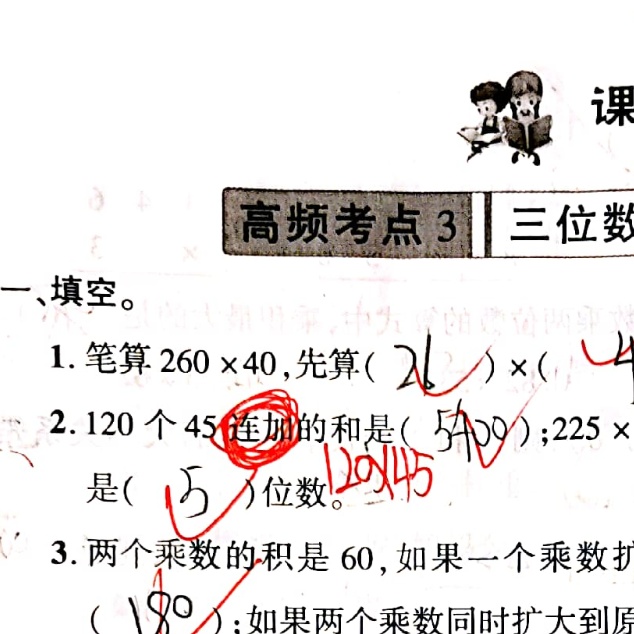 课
高频考点 3 三位数
一、填空。
1. 笔算 260 × 40,先算( 26 ) × ( 4
2. 120 个 45 连加的和是( 5400 );225 ×
120×45
是( 5 )位数。
3. 两个乘数的积是 60,如果一个乘数扩
( 180 );如果两个乘数同时扩大到原